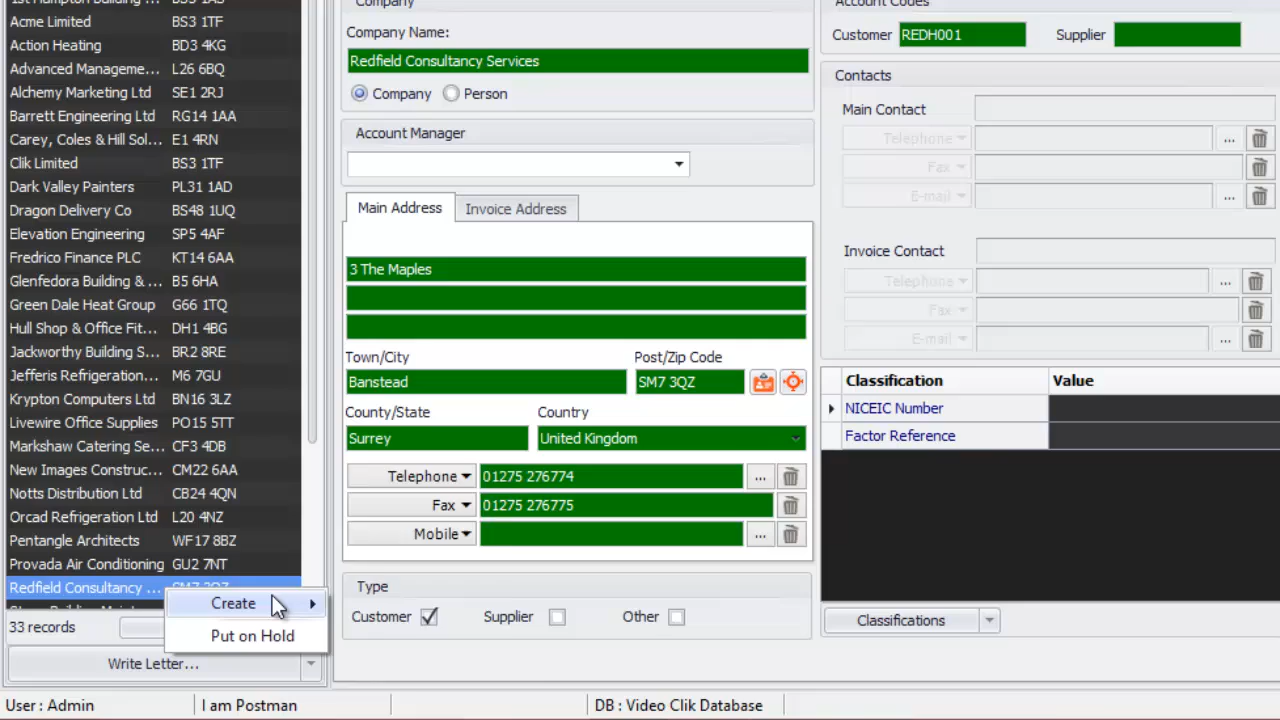 Acme Limited BS3 1TF
Action Heating BD3 4KG
Advanced Manageme... L26 6BQ
Alchemy Marketing Ltd SE1 2RJ
Barrett Engineering Ltd RG14 1AA
Carey, Coles & Hill Sol... E1 4RN
Clik Limited BS3 1TF
Dark Valley Painters PL31 1AD
Dragon Delivery Co BS48 1UQ
Elevation Engineering SP5 4AF
Fredrico Finance PLC KT14 6AA
Glenfedora Building & ... B5 6HA
Green Dale Heat Group G66 1TQ
Hull Shop & Office Fit... DH1 4BG
Jackworthy Building S... BR2 8RE
Jefferis Refrigeration... M6 7GU
Krypton Computers Ltd BN16 3LZ
Livewire Office Supplies PO15 5TT
Markshaw Catering Se... CF3 4DB
New Images Construc... CM22 6AA
Notts Distribution Ltd CB24 4QN
Orcad Refrigeration Ltd L20 4NZ
Pentangle Architects WF17 8BZ
Provada Air Conditioning GU2 7NT
Redfield Consultancy ... SM7 3QZ
33 records
Create
Put on Hold
Write Letter...
Company
Company Name:
Redfield Consultancy Services
Company Person
Account Manager
Main Address Invoice Address
3 The Maples
Town/City Post/Zip Code
Banstead SM7 3QZ
County/State Country
Surrey United Kingdom
Telephone 01275 276774 ...
Fax 01275 276775
Mobile ...
Type
Customer Supplier Other
Account Codes
Customer REDH001 Supplier
Contacts
Main Contact
Telephone ...
Fax
E-mail ...
Invoice Contact
Telephone ...
Fax
E-mail ...
Classification Value
NICEIC Number
Factor Reference
Classifications
User : Admin I am Postman DB : Video Clik Database